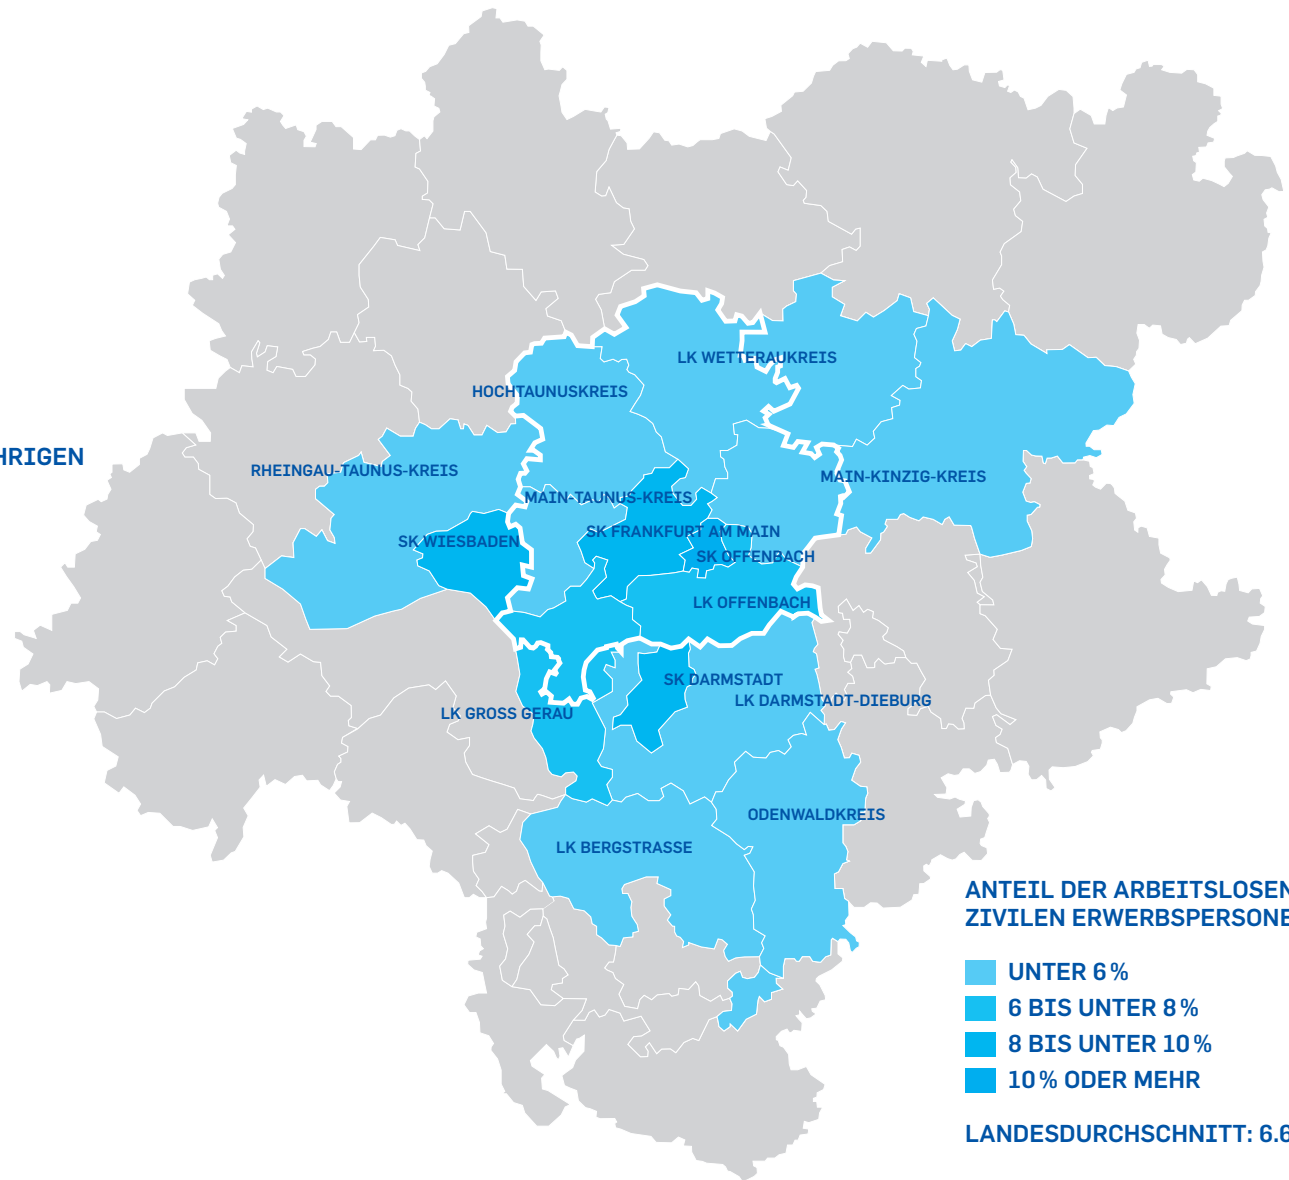 LK WETTERAUKREIS
HOCHTAUNUSKREIS
HRIGEN
RHEINGAU-TAUNUS-KREIS
MAIN-KINZIG-KREIS
MAIN-TAUNUS-KREIS
SK FRANKFURT AM MAIN
SK WIESBADEN
SK OFFENBACH
LK OFFENBACH
SK DARMSTADT
LK DARMSTADT-DIEBURG
LK GROSS GERAU
ODENWALDKREIS
LK BERGSTRASSE
ANTEIL DER ARBEITSLOSEN
ZIVILEN ERWERBSPERSONE
UNTER 6 %
6 BIS UNTER 8 %
8 BIS UNTER 10 %
10 % ODER MEHR
LANDESDURCHSCHNITT: 6.6